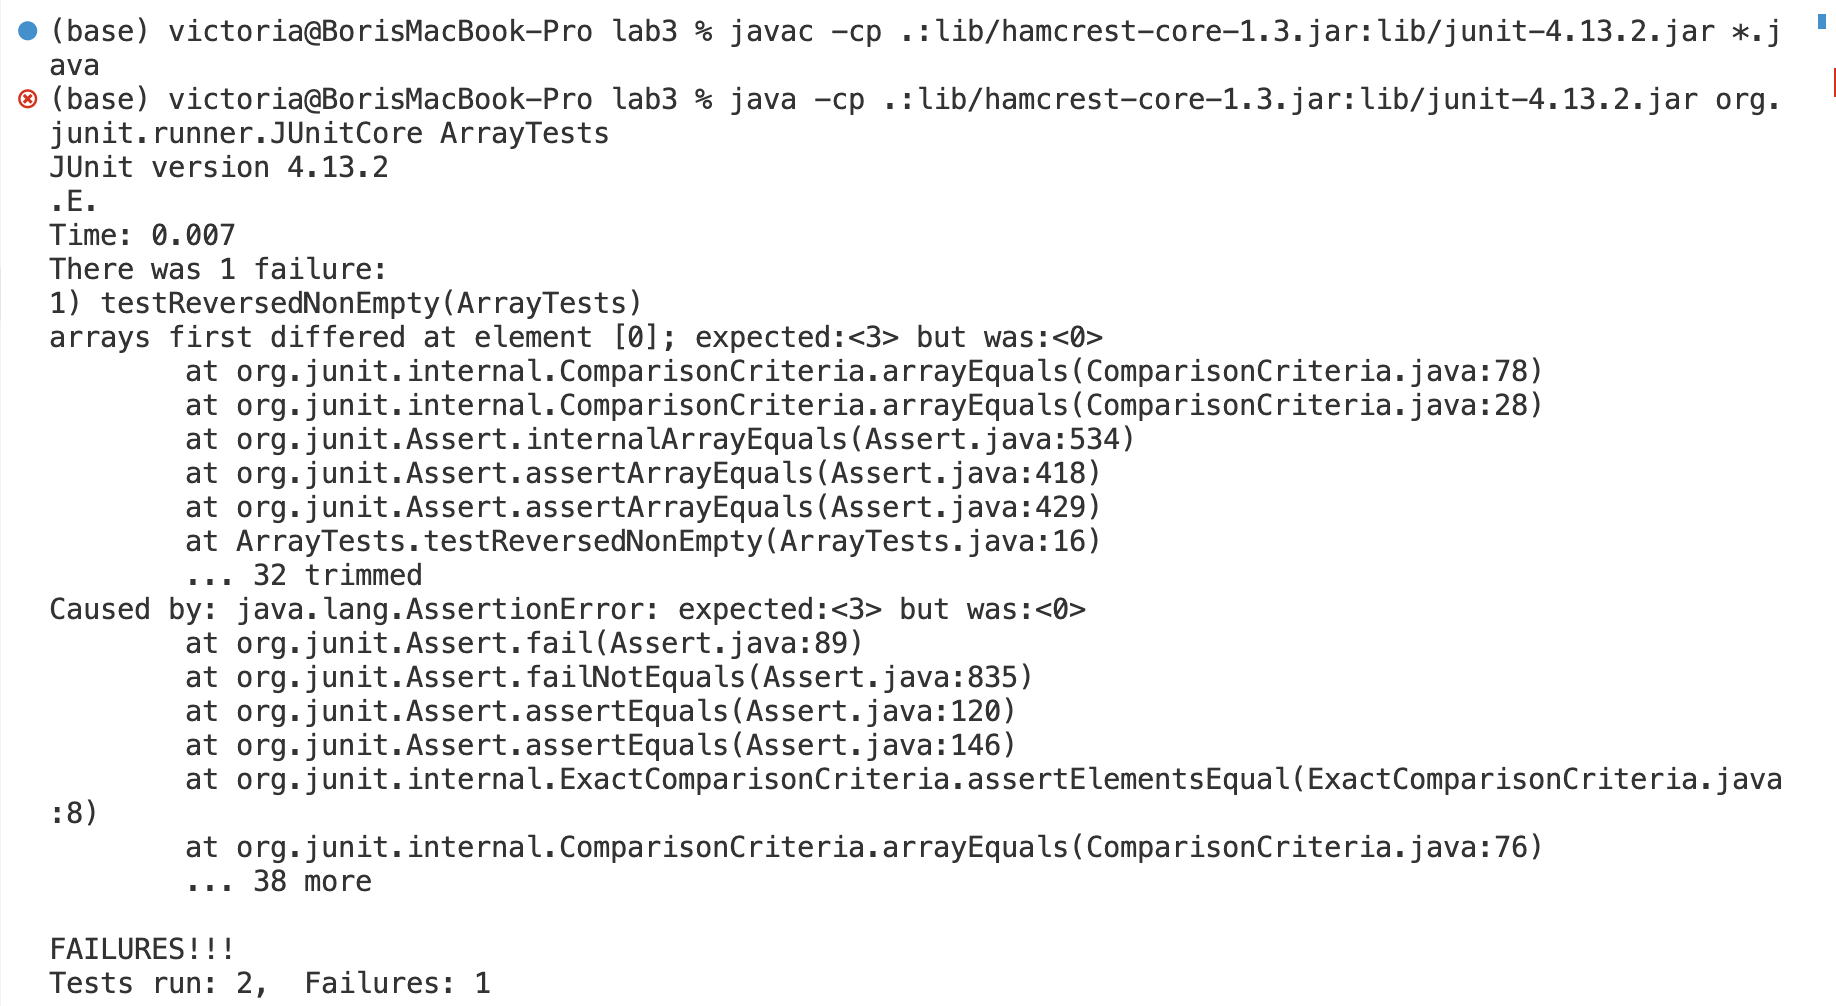 (base) victoria@BorisMacBook-Pro lab3 % javac -cp .:lib/hamcrest-core-1.3.jar:lib/junit-4.13.2.jar *.j
ava
(base) victoria@BorisMacBook-Pro lab3 % java -cp .:lib/hamcrest-core-1.3.jar:lib/junit-4.13.2.jar org.
junit.runner.JUnitCore ArrayTests
JUnit version 4.13.2
.E.
Time: 0.007
There was 1 failure:
1) testReversedNonEmpty(ArrayTests)
arrays first differed at element [0]; expected:<3> but was:<0>
        at org.junit.internal.ComparisonCriteria.arrayEquals(ComparisonCriteria.java:78)
        at org.junit.internal.ComparisonCriteria.arrayEquals(ComparisonCriteria.java:28)
        at org.junit.Assert.internalArrayEquals(Assert.java:534)
        at org.junit.Assert.assertArrayEquals(Assert.java:418)
        at org.junit.Assert.assertArrayEquals(Assert.java:429)
        at ArrayTests.testReversedNonEmpty(ArrayTests.java:16)
        ... 32 trimmed
Caused by: java.lang.AssertionError: expected:<3> but was:<0>
        at org.junit.Assert.fail(Assert.java:89)
        at org.junit.Assert.failNotEquals(Assert.java:835)
        at org.junit.Assert.assertEquals(Assert.java:120)
        at org.junit.Assert.assertEquals(Assert.java:146)
        at org.junit.internal.ExactComparisonCriteria.assertElementsEqual(ExactComparisonCriteria.java
:8)
        at org.junit.internal.ComparisonCriteria.arrayEquals(ComparisonCriteria.java:76)
        ... 38 more

FAILURES!!!
Tests run: 2,  Failures: 1